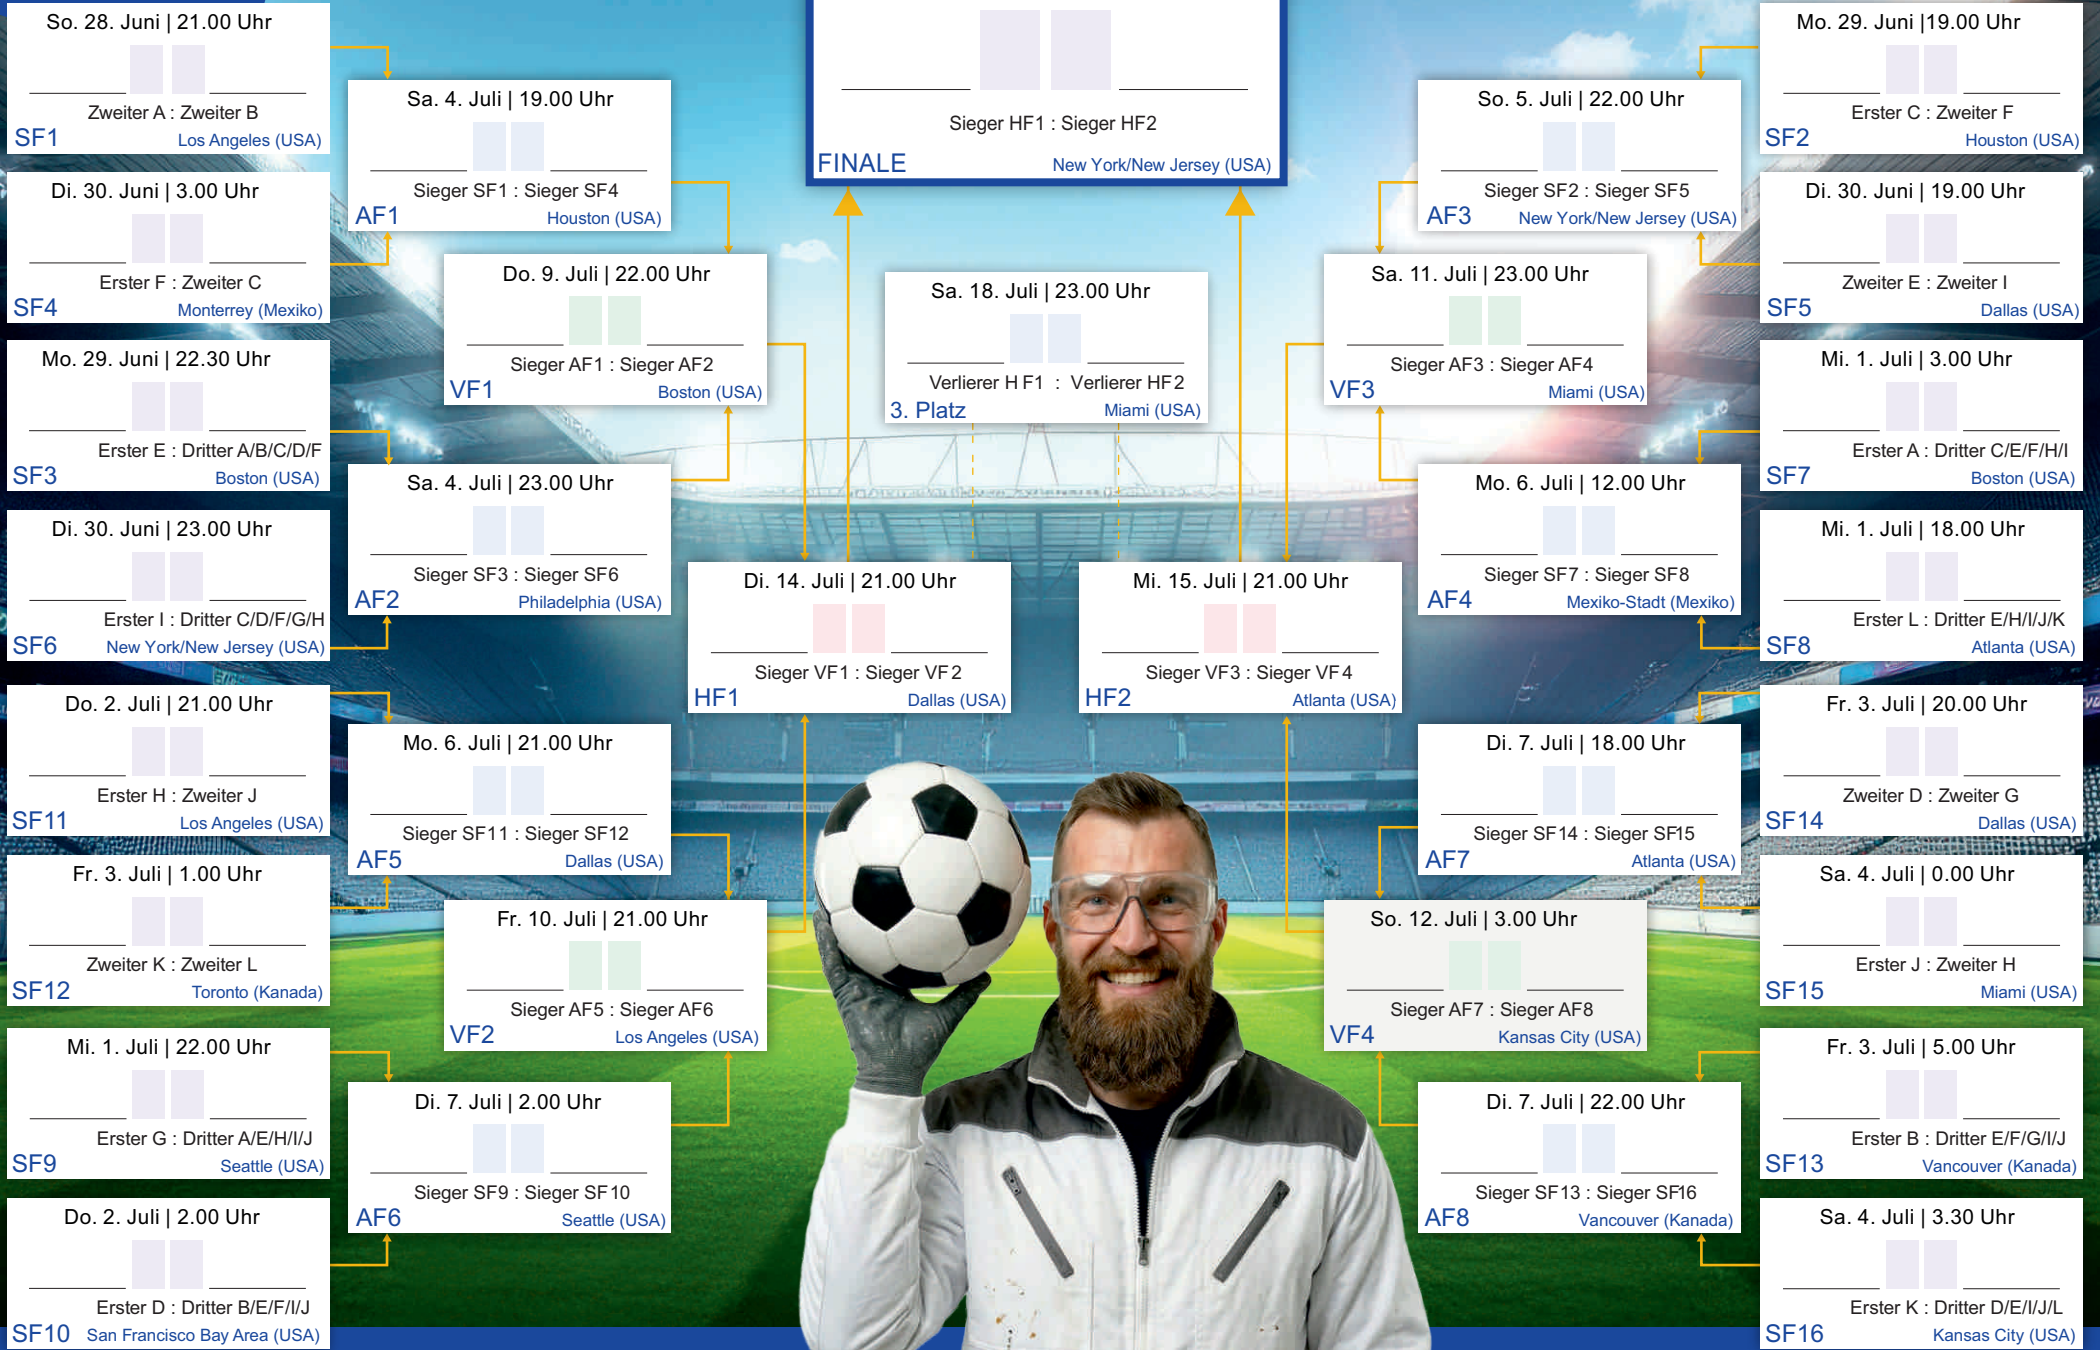 So. 28. Juni | 21.00 Uhr
Zweiter A : Zweiter B
SF1 Los Angeles (USA)
Di. 30. Juni | 3.00 Uhr
Erster F : Zweiter C
SF4 Monterrey (Mexiko)
Mo. 29. Juni | 22.30 Uhr
Erster E : Dritter A/B/C/D/F
SF3 Boston (USA)
Di. 30. Juni | 23.00 Uhr
Erster I : Dritter C/D/F/G/H
SF6 New York/New Jersey (USA)
Do. 2. Juli | 21.00 Uhr
Erster H : Zweiter J
SF11 Los Angeles (USA)
Fr. 3. Juli | 1.00 Uhr
Zweiter K : Zweiter L
SF12 Toronto (Kanada)
Mi. 1. Juli | 22.00 Uhr
Erster G : Dritter A/E/H/I/J
SF9 Seattle (USA)
Do. 2. Juli | 2.00 Uhr
Erster D : Dritter B/E/F/I/J
SF10 San Francisco Bay Area (USA)
Sa. 4. Juli | 19.00 Uhr
Sieger SF1 : Sieger SF4
AF1 Houston (USA)
Sa. 4. Juli | 23.00 Uhr
Sieger SF3 : Sieger SF6
AF2 Philadelphia (USA)
Mo. 6. Juli | 21.00 Uhr
Sieger SF11 : Sieger SF12
AF5 Dallas (USA)
Di. 7. Juli | 2.00 Uhr
Sieger SF9 : Sieger SF10
AF6 Seattle (USA)
Do. 9. Juli | 22.00 Uhr
Sieger AF1 : Sieger AF2
VF1 Boston (USA)
Fr. 10. Juli | 21.00 Uhr
Sieger AF5 : Sieger AF6
VF2 Los Angeles (USA)
Di. 14. Juli | 21.00 Uhr
Sieger VF1 : Sieger VF2
HF1 Dallas (USA)
Sieger HF1 : Sieger HF2
FINALE New York/New Jersey (USA)
Sa. 18. Juli | 23.00 Uhr
Verlierer HF1 : Verlierer HF2
3. Platz Miami (USA)
Mi. 15. Juli | 21.00 Uhr
Sieger VF3 : Sieger VF4
HF2 Atlanta (USA)
Sa. 11. Juli | 23.00 Uhr
Sieger AF3 : Sieger AF4
VF3 Miami (USA)
So. 12. Juli | 3.00 Uhr
Sieger AF7 : Sieger AF8
VF4 Kansas City (USA)
So. 5. Juli | 22.00 Uhr
Sieger SF2 : Sieger SF5
AF3 New York/New Jersey (USA)
Mo. 6. Juli | 12.00 Uhr
Sieger SF7 : Sieger SF8
AF4 Mexiko-Stadt (Mexiko)
Di. 7. Juli | 18.00 Uhr
Sieger SF14 : Sieger SF15
AF7 Atlanta (USA)
Di. 7. Juli | 22.00 Uhr
Sieger SF13 : Sieger SF16
AF8 Vancouver (Kanada)
Mo. 29. Juni |19.00 Uhr
Erster C : Zweiter F
SF2 Houston (USA)
Di. 30. Juni | 19.00 Uhr
Zweiter E : Zweiter I
SF5 Dallas (USA)
Mi. 1. Juli | 3.00 Uhr
Erster A : Dritter C/E/F/H/I
SF7 Boston (USA)
Mi. 1. Juli | 18.00 Uhr
Erster L : Dritter E/H/I/J/K
SF8 Atlanta (USA)
Fr. 3. Juli | 20.00 Uhr
Zweiter D : Zweiter G
SF14 Dallas (USA)
Sa. 4. Juli | 0.00 Uhr
Erster J : Zweiter H
SF15 Miami (USA)
Fr. 3. Juli | 5.00 Uhr
Erster B : Dritter E/F/G/I/J
SF13 Vancouver (Kanada)
Sa. 4. Juli | 3.30 Uhr
Erster K : Dritter D/E/I/J/L
SF16 Kansas City (USA)